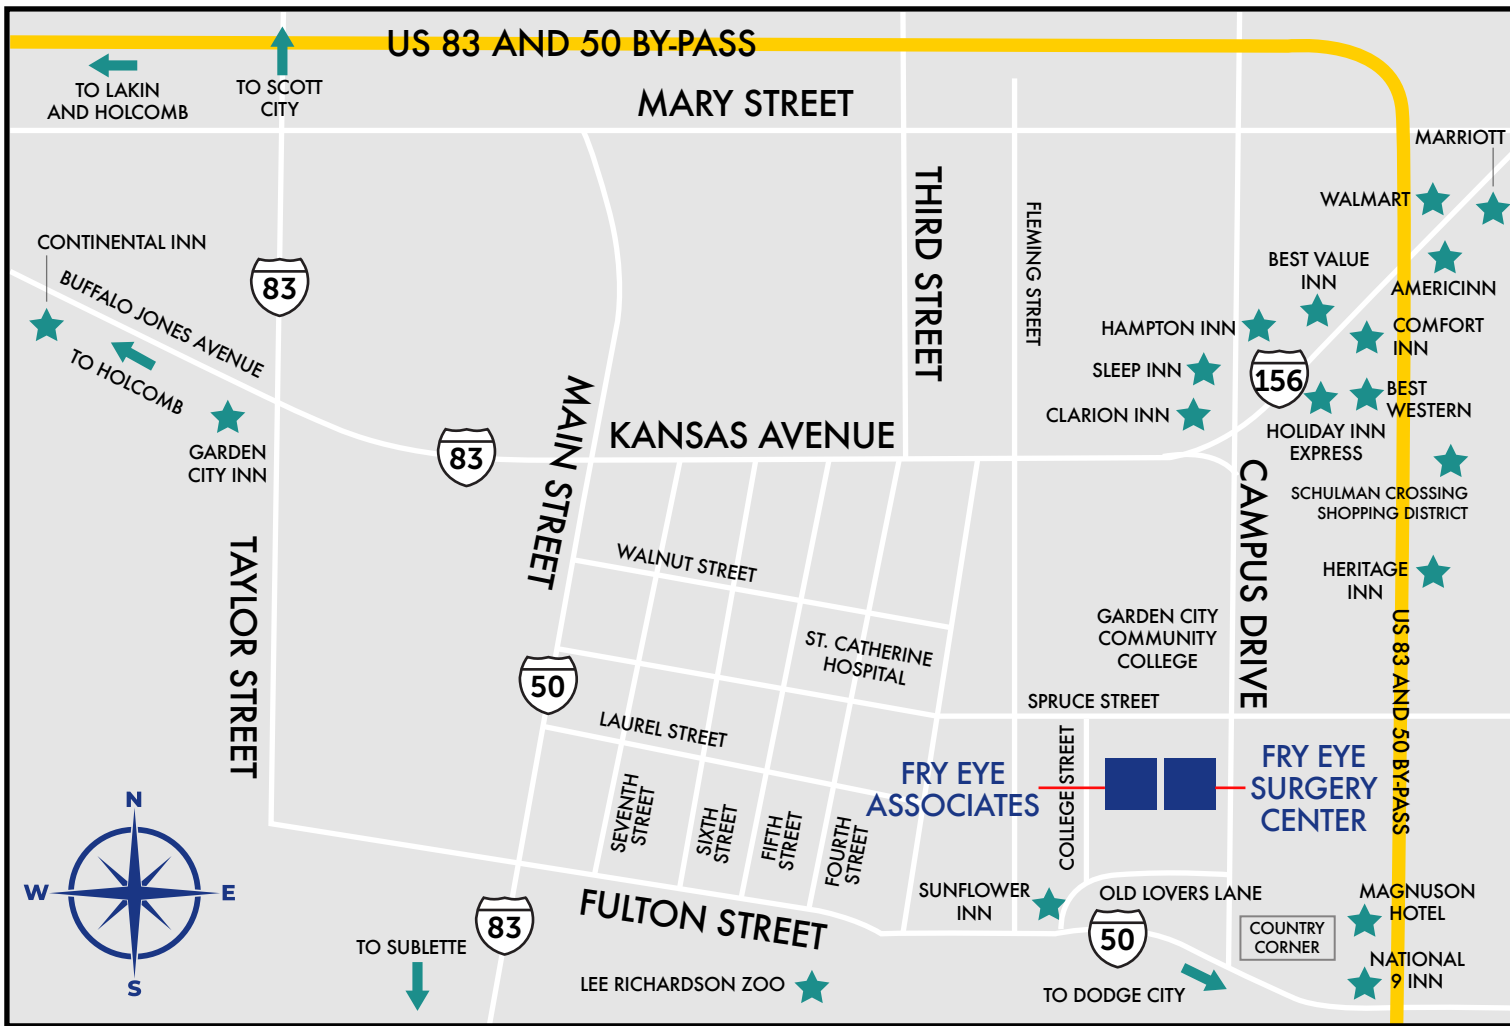 US 83 AND 50 BY-PASS
TO LAKIN
AND HOLCOMB
TO SCOTT
CITY
MARY STREET
MARRIOTT
WALMART
THIRD STREET
FLEMING STREET
CONTINENTAL INN
BUFFALO JONES AVENUE
TO HOLCOMB
83
BEST VALUE
INN
AMERICINN
HAMPTON INN
COMFORT
INN
SLEEP INN
156
CLARION INN
BEST
WESTERN
HOLIDAY INN
EXPRESS
GARDEN
CITY INN
83
MAIN STREET
KANSAS AVENUE
CAMPUS DRIVE
SCHULMAN CROSSING
SHOPPING DISTRICT
TAYLOR STREET
WALNUT STREET
HERITAGE
INN
US 83 AND 50 BY-PASS
GARDEN CITY
COMMUNITY
COLLEGE
ST. CATHERINE
HOSPITAL
50
SPRUCE STREET
LAUREL STREET
COLLEGE STREET
FRY EYE
ASSOCIATES
FRY EYE
SURGERY
CENTER
SEVENTH
STREET
SIXTH
STREET
FIFTH
STREET
FOURTH
STREET
N
W
E
S
SUNFLOWER
INN
OLD LOVERS LANE
MAGNUSON
HOTEL
FULTON STREET
83
50
COUNTRY
CORNER
TO SUBLETTE
LEE RICHARDSON ZOO
TO DODGE CITY
NATIONAL
9 INN